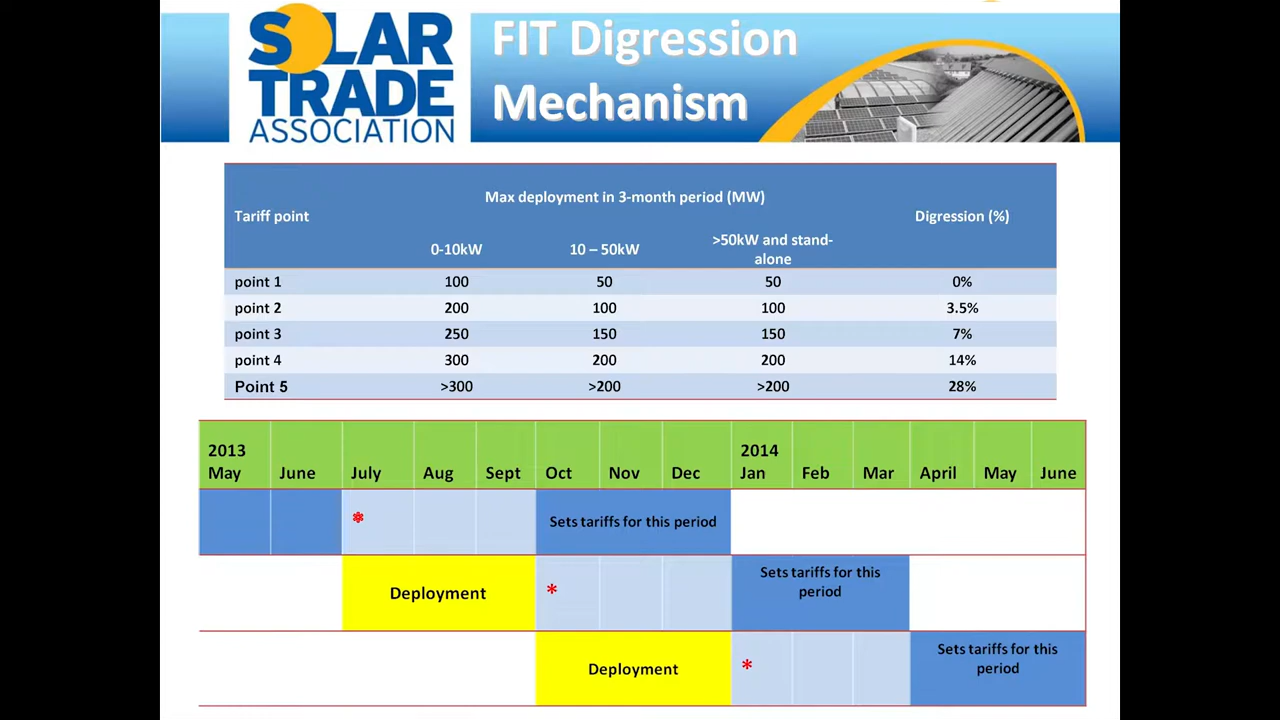 SOLAR
TRADE
ASSOCIATION
FIT Digression
Mechanism
Tariff point
Max deployment in 3-month period (MW)
Digression (%)
0-10kW
10 – 50kW
>50kW and stand-
alone
point 1 100 50 50 0%
point 2 200 100 100 3.5%
point 3 250 150 150 7%
point 4 300 200 200 14%
Point 5 >300 >200 >200 28%
2013 2014
May June July Aug Sept Oct Nov Dec Jan Feb Mar April May June
* Sets tariffs for this period
Deployment * Sets tariffs for this
period
Deployment * Sets tariffs for this
period